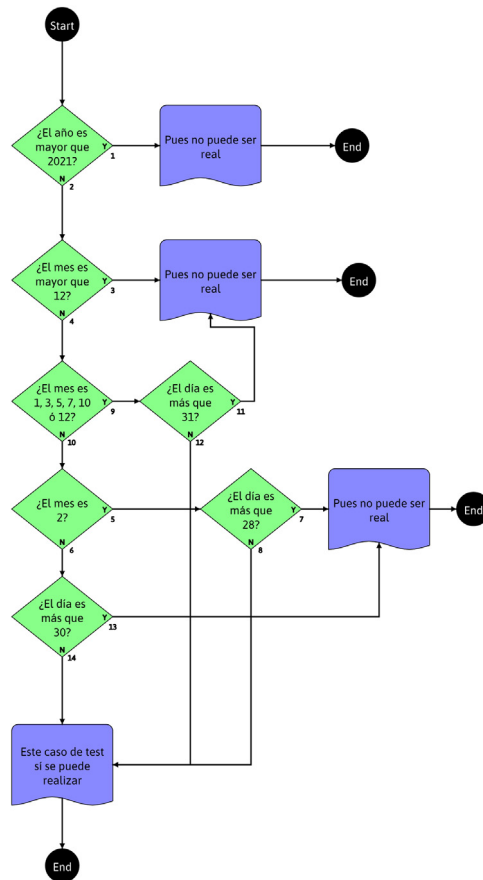 Start
¿El año es
mayor que
2021?
Y
1
N
2
Pues no puede ser
real
End
¿El mes es
mayor que
12?
Y
3
N
4
Pues no puede ser
real
End
¿El mes es
1, 3, 5, 7, 10
ó 12?
Y
9
N
10
¿El día es
más que
31?
Y
11
N
12
¿El mes es
2?
Y
5
N
6
¿El día es
más que
28?
Y
7
N
8
Pues no puede ser
real
End
¿El día es
más que
30?
Y
13
N
14
Este caso de test
si se puede
realizar
End